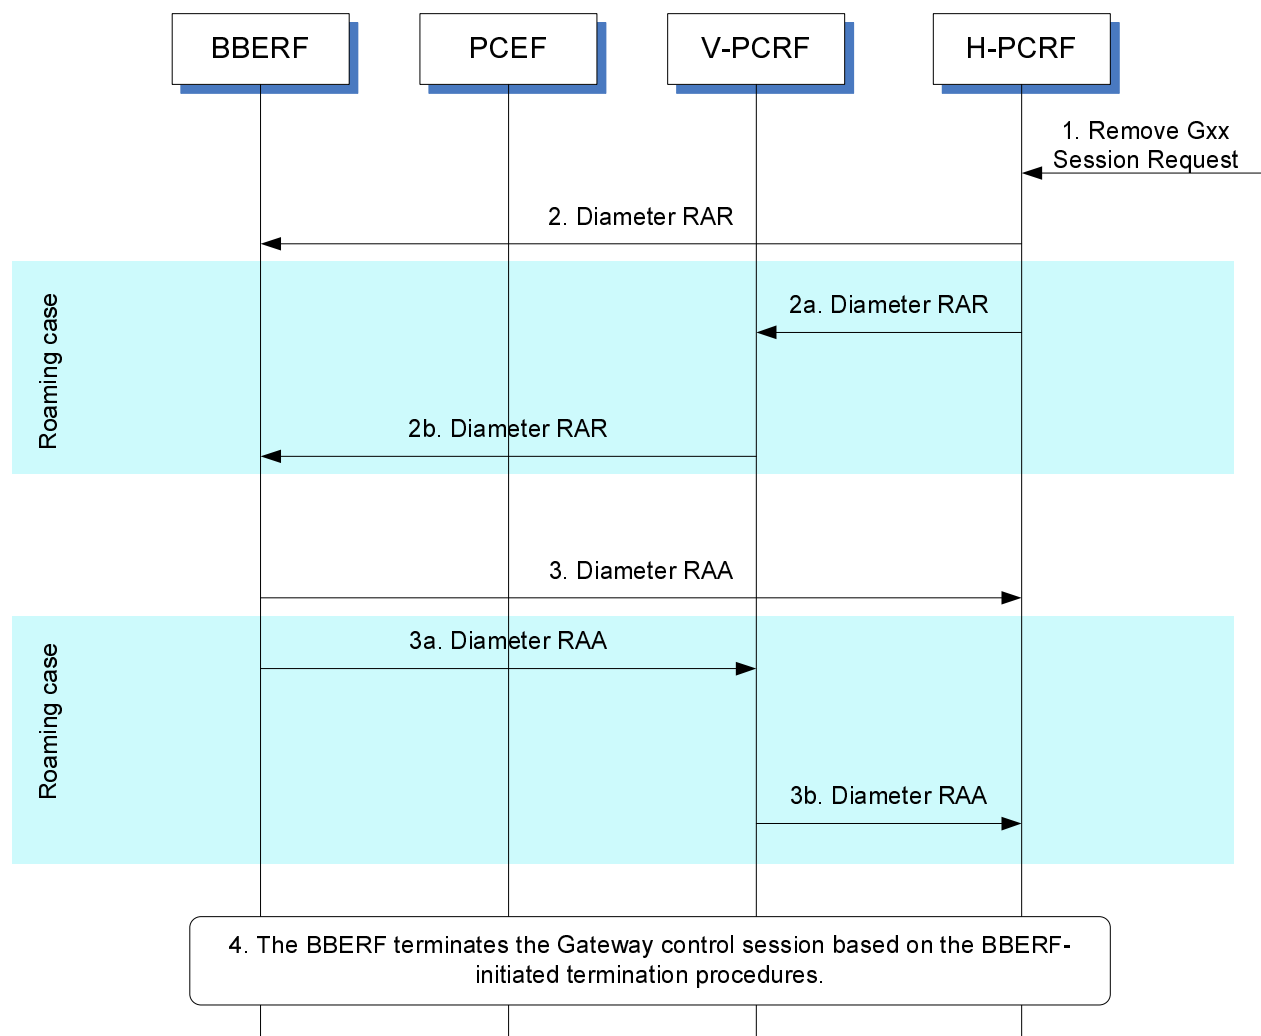 BBERF
PCEF
V-PCRF
H-PCRF
1. Remove Gxx
Session Request
2. Diameter RAR
Roaming case
2a. Diameter RAR
2b. Diameter RAR
3. Diameter RAA
Roaming case
3a. Diameter RAA
3b. Diameter RAA
4. The BBERF terminates the Gateway control session based on the BBERF-
initiated termination procedures.